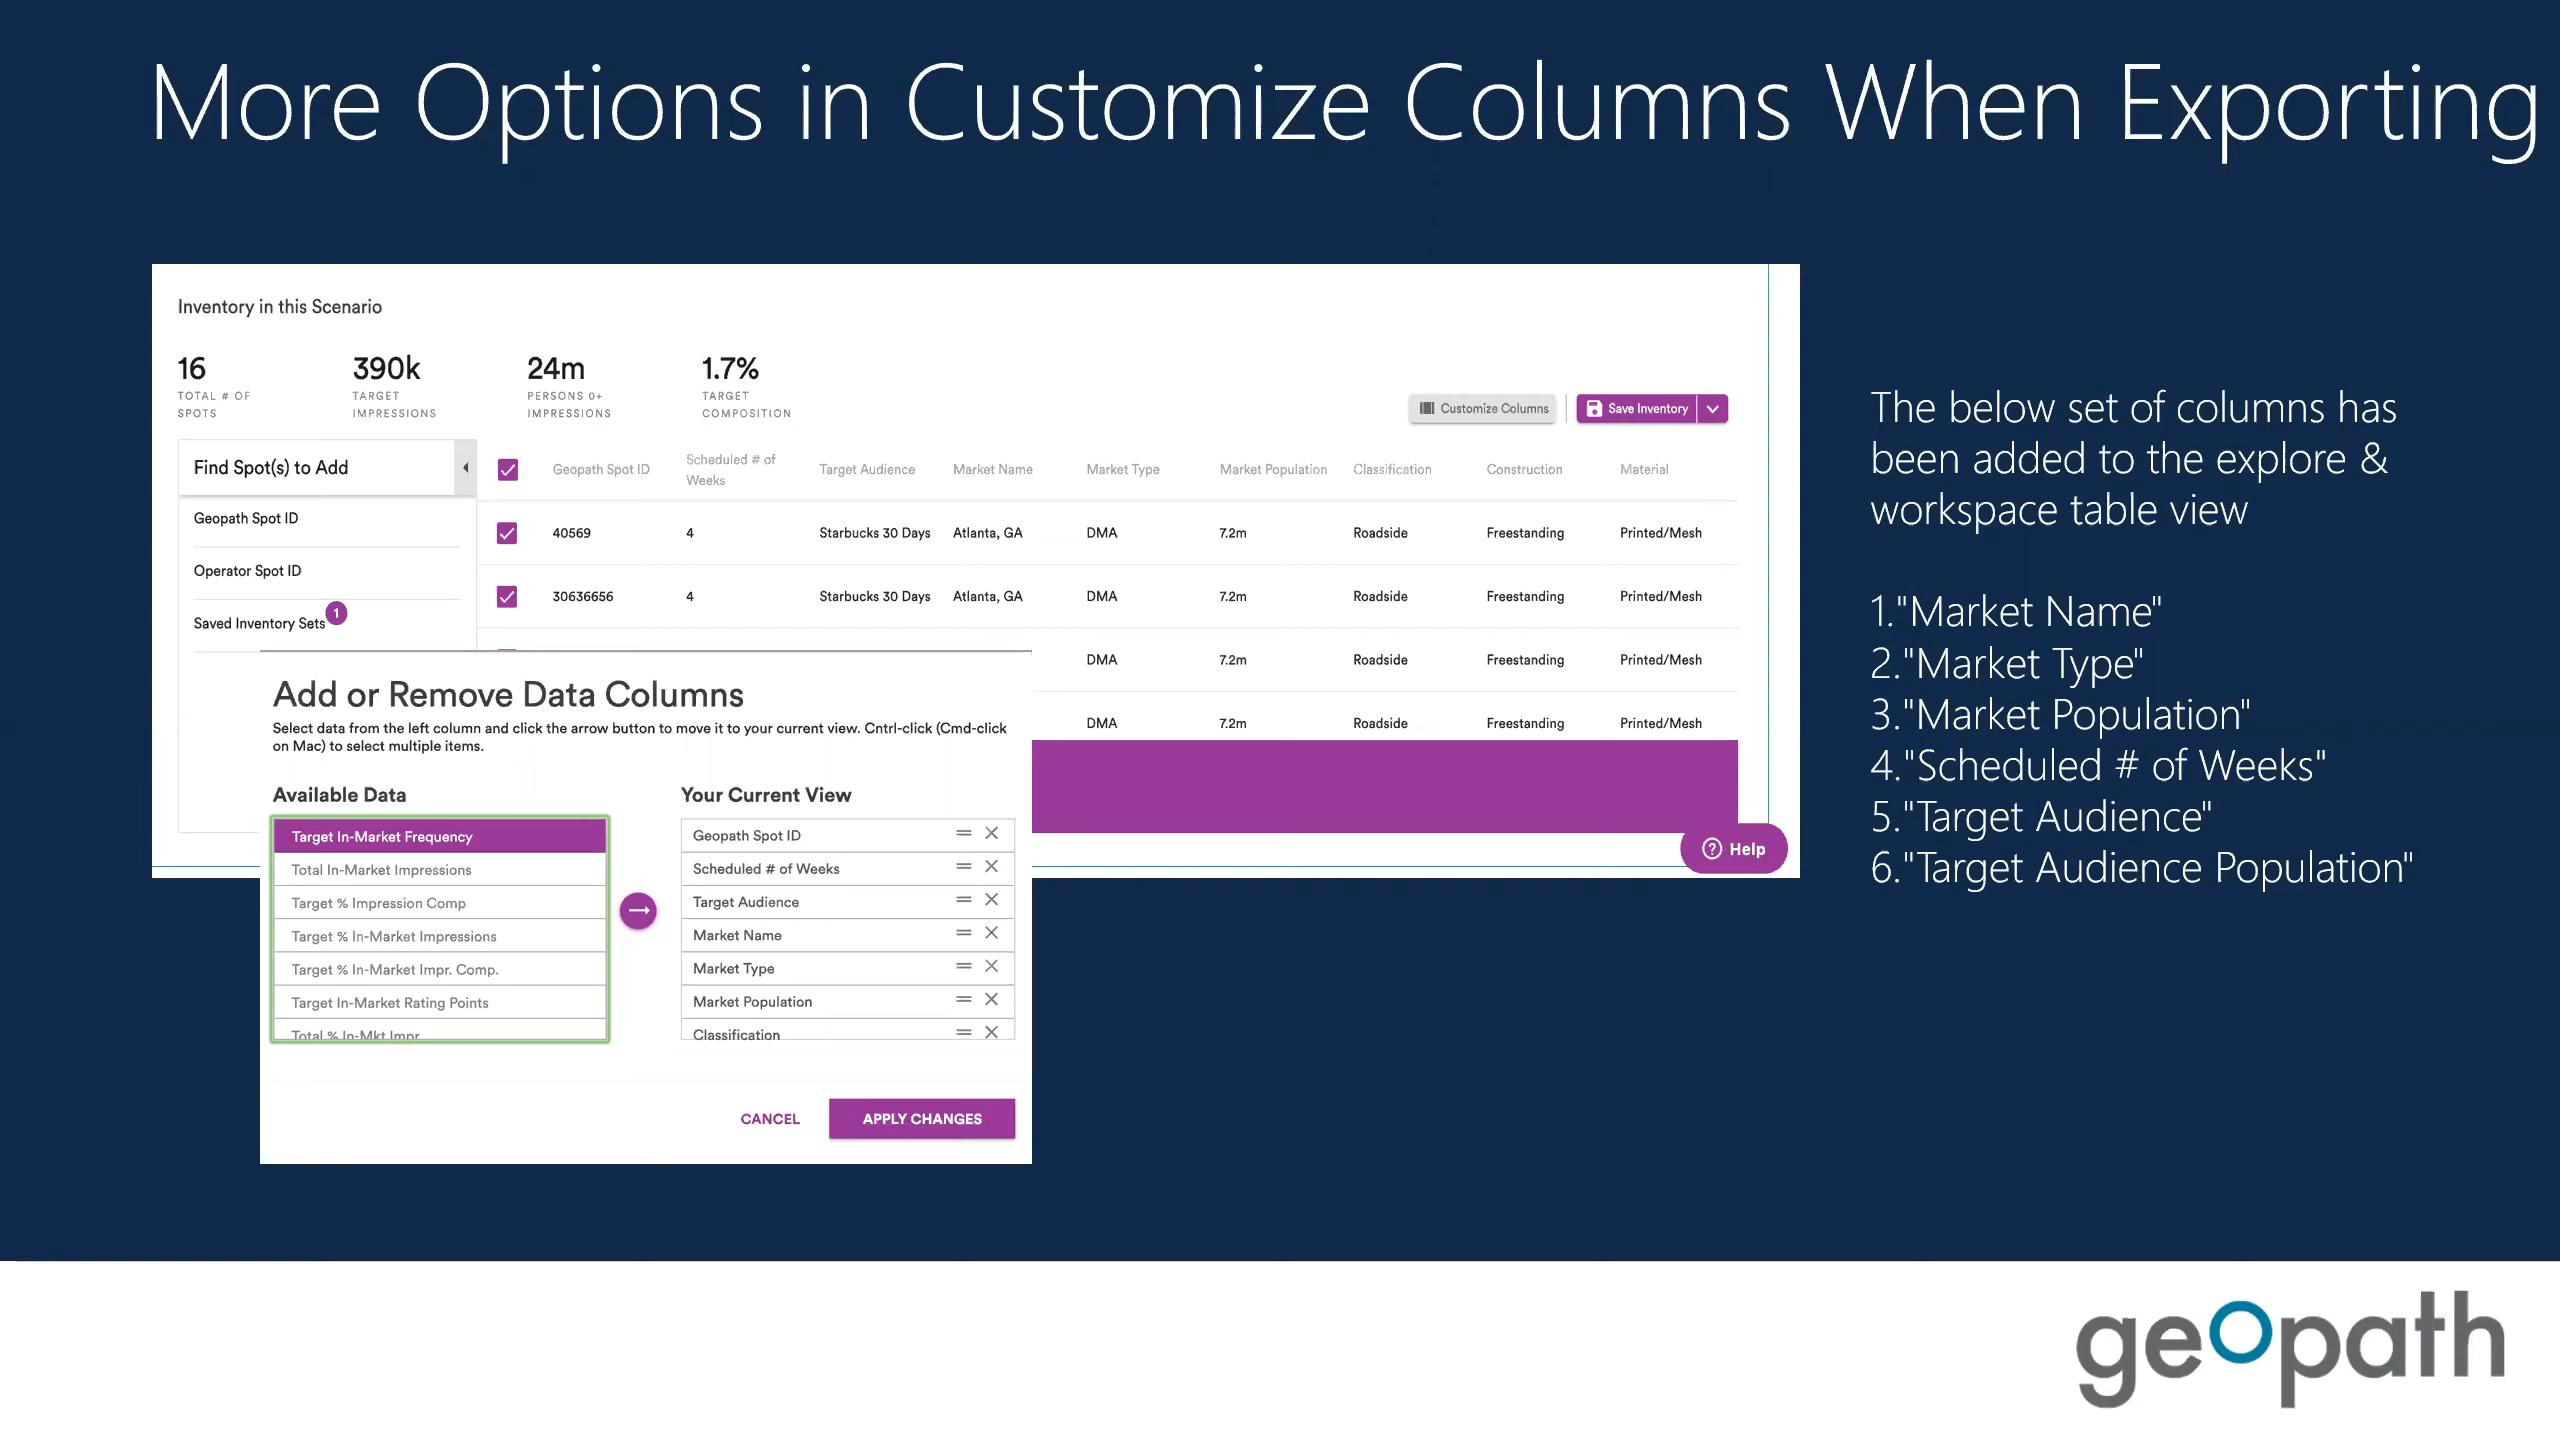 More Options in Customize Columns When Exporting
Inventory in this Scenario
16
TOTAL # OF
SPOTS
390k
TARGET
IMPRESSIONS
24m
PERSONS 0+
IMPRESSIONS
1.7%
TARGET
COMPOSITION
Customize Columns
Save Inventory
Find Spot(s) to Add
Geopath Spot ID
Operator Spot ID
Saved Inventory Sets 1
Geopath Spot ID Scheduled # of Weeks Target Audience Market Name Market Type Market Population Classification Construction Material
40569 4 Starbucks 30 Days Atlanta, GA DMA 7.2m Roadside Freestanding Printed/Mesh
30636656 4 Starbucks 30 Days Atlanta, GA DMA 7.2m Roadside Freestanding Printed/Mesh
DMA 7.2m Roadside Freestanding Printed/Mesh
DMA 7.2m Roadside Freestanding Printed/Mesh
Help
Add or Remove Data Columns
Select data from the left column and click the arrow button to move it to your current view. Cntrl-click (Cmd-click
on Mac) to select multiple items.
Available Data
Target In-Market Frequency
Total In-Market Impressions
Target % Impression Comp
Target % In-Market Impressions
Target % In-Market Impr. Comp.
Target In-Market Rating Points
Total % In-Mkt Impr
Your Current View
Geopath Spot ID
Scheduled # of Weeks
Target Audience
Market Name
Market Type
Market Population
Classification
CANCEL
APPLY CHANGES
The below set of columns has
been added to the explore &
workspace table view
1."Market Name"
2."Market Type"
3."Market Population"
4."Scheduled # of Weeks"
5."Target Audience"
6."Target Audience Population"
geopath